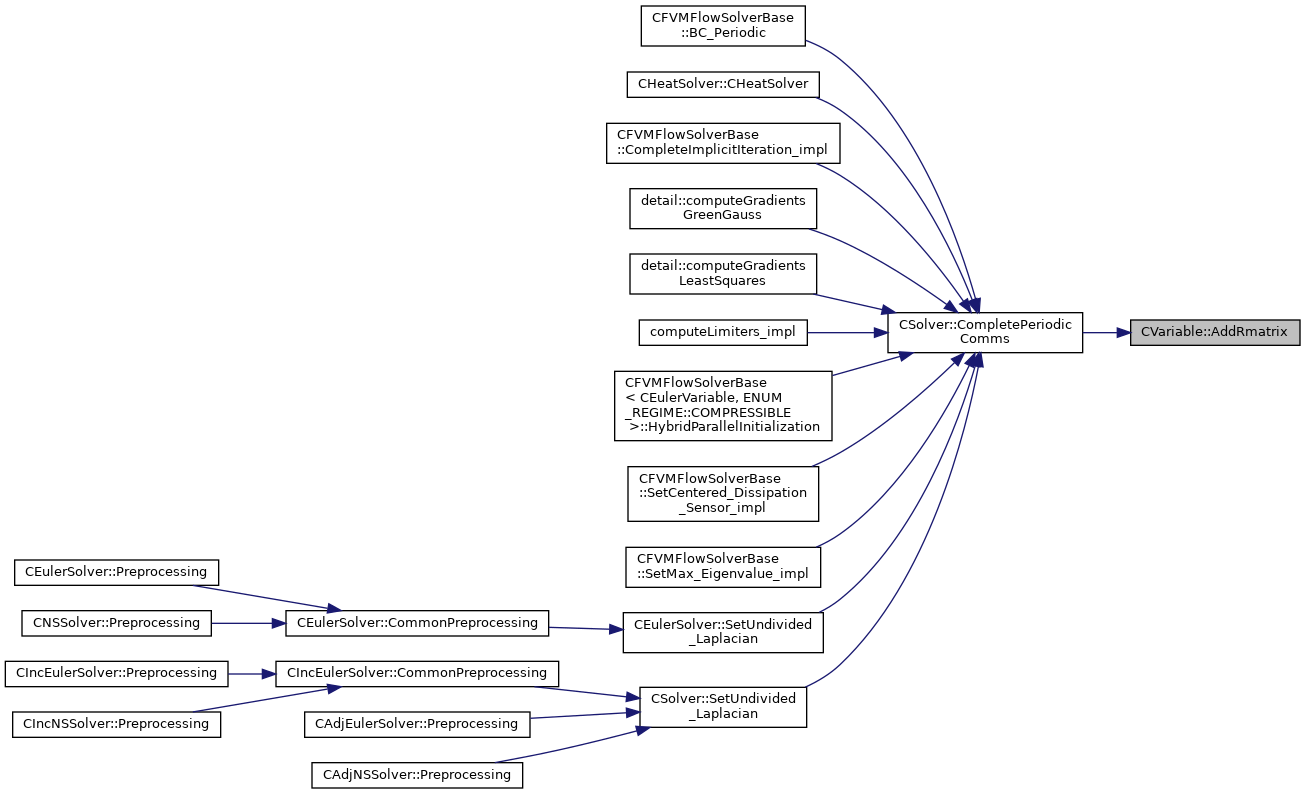 CFVMFlowSolverBase
::BC_Periodic
CHeatSolver::CHeatSolver
CFVMFlowSolverBase
::CompleteImplicitIteration_impl
detail::computeGradients
GreenGauss
detail::computeGradients
LeastSquares
computeLimiters_impl
CSolver::CompletePeriodic
Comms
CVariable::AddRmatrix
CFVMFlowSolverBase
< CEulerVariable, ENUM
_REGIME::COMPRESSIBLE
>::HybridParallelInitialization
CFVMFlowSolverBase
::SetCentered_Dissipation
_Sensor_impl
CFVMFlowSolverBase
::SetMax_Eigenvalue_impl
CEulerSolver::Preprocessing
CNSSolver::Preprocessing
CEulerSolver::CommonPreprocessing
CEulerSolver::SetUndivided
_Laplacian
CIncEulerSolver::Preprocessing
CIncEulerSolver::CommonPreprocessing
CSolver::SetUndivided
_Laplacian
CIncNSSolver::Preprocessing
CAdjEulerSolver::Preprocessing
CAdjNSSolver::Preprocessing